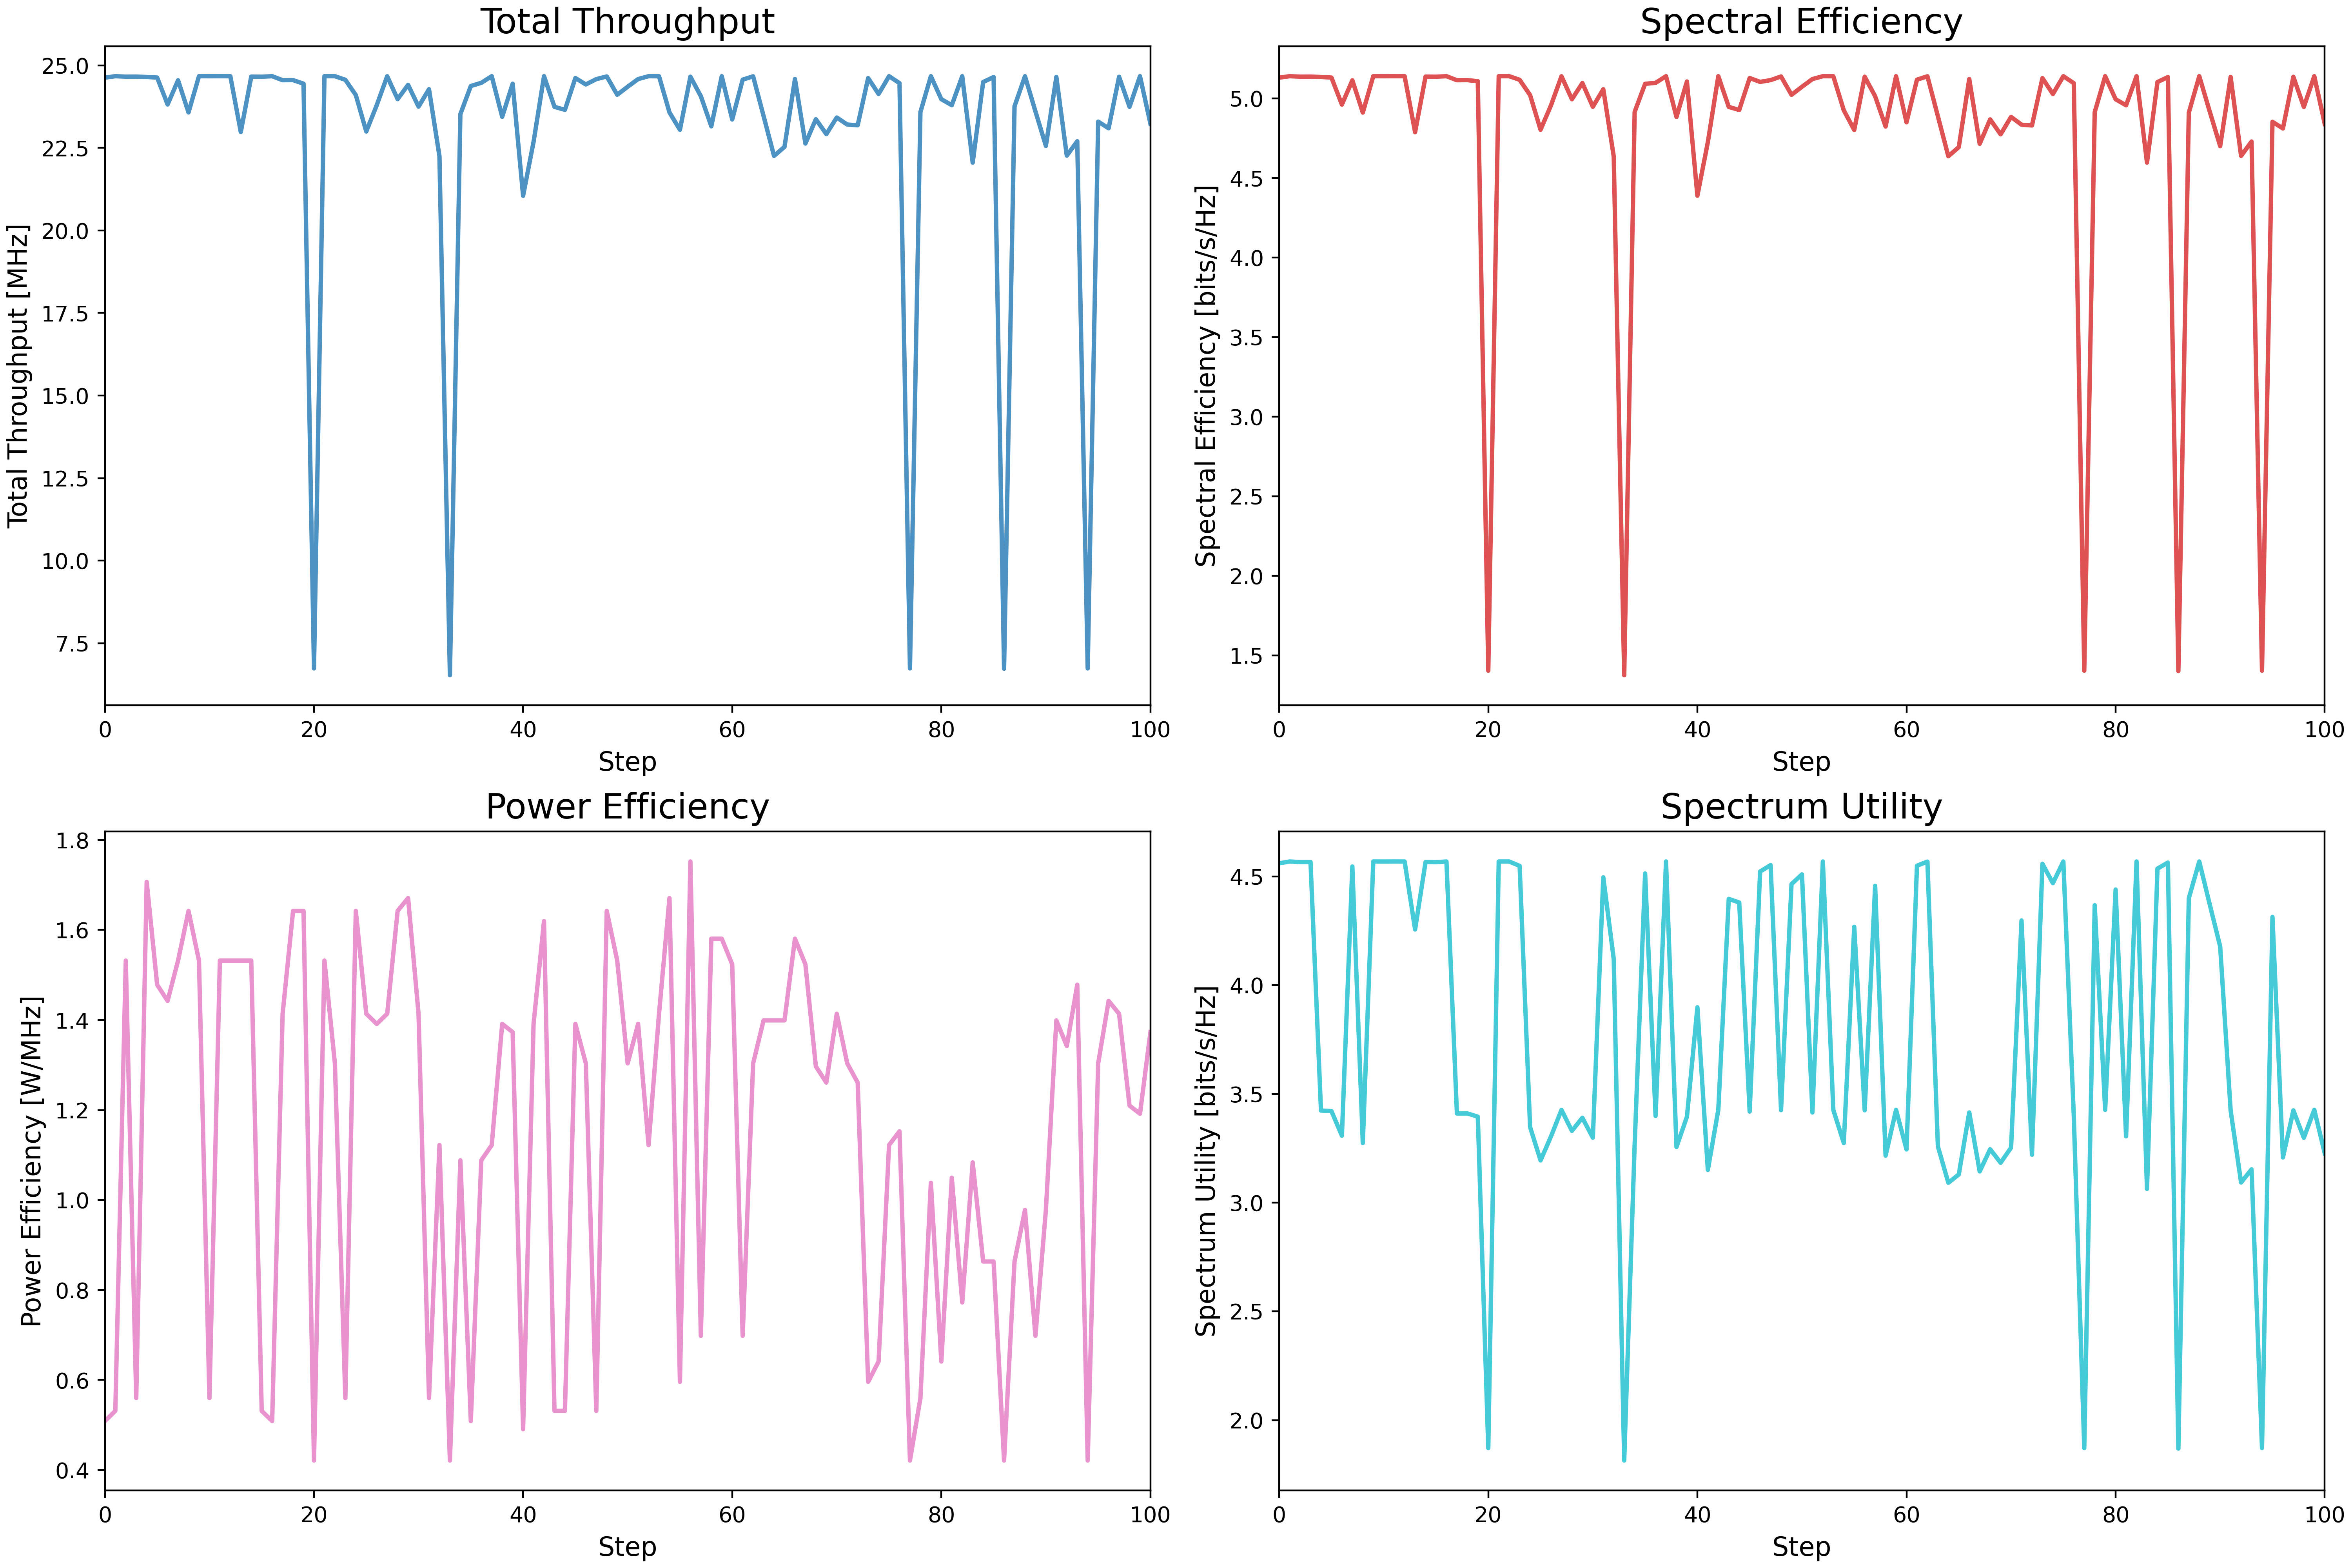 Total Throughput
Total Throughput [MHz]
25.0
22.5
20.0
17.5
15.0
12.5
10.0
7.5
0 20 40 60 80 100
Step
Spectral Efficiency
Spectral Efficiency [bits/s/Hz]
5.0
4.5
4.0
3.5
3.0
2.5
2.0
1.5
0 20 40 60 80 100
Step
Power Efficiency
Power Efficiency [W/MHz]
1.8
1.6
1.4
1.2
1.0
0.8
0.6
0.4
0 20 40 60 80 100
Step
Spectrum Utility
Spectrum Utility [bits/s/Hz]
4.5
4.0
3.5
3.0
2.5
2.0
0 20 40 60 80 100
Step